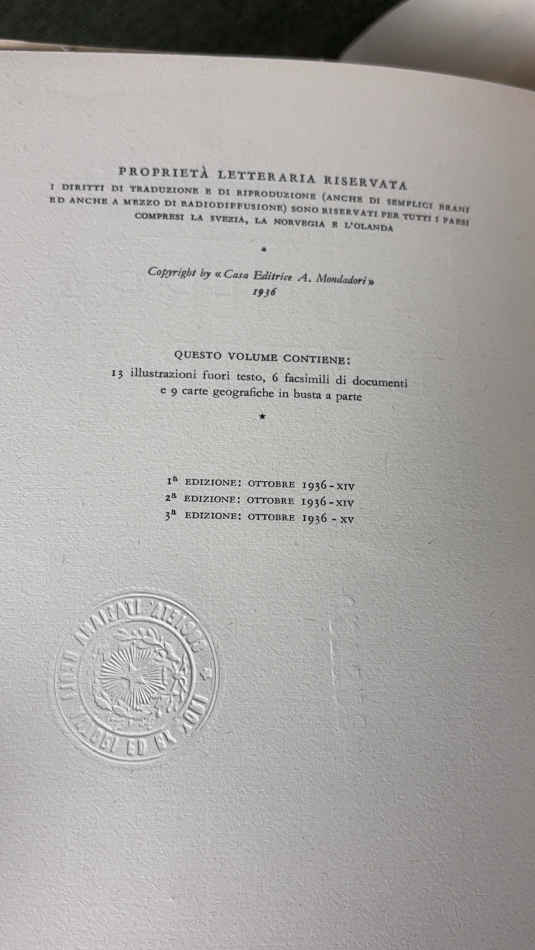 PROPRIETÀ LETTERARIA RISERVATA
I DIRITTI DI TRADUZIONE E DI RIPRODUZIONE (ANCHE DI SEMPLICI BRANI
ED ANCHE A MEZZO DI RADIODIFFUSIONE) SONO RISERVATI PER TUTTI I PAESI
COMPRESI LA SVEZIA, LA NORVEGIA E L'OLANDA
*
Copyright by « Casa Editrice A. Mondadori »
1936
QUESTO VOLUME CONTIENE:
13 illustrazioni fuori testo, 6 facsimili di documenti
e 9 carte geografiche in busta a parte
★
1ª EDIZIONE: OTTOBRE 1936 - XIV
2ª EDIZIONE: OTTOBRE 1936 - XIV
3ª EDIZIONE: OTTOBRE 1936 - XV